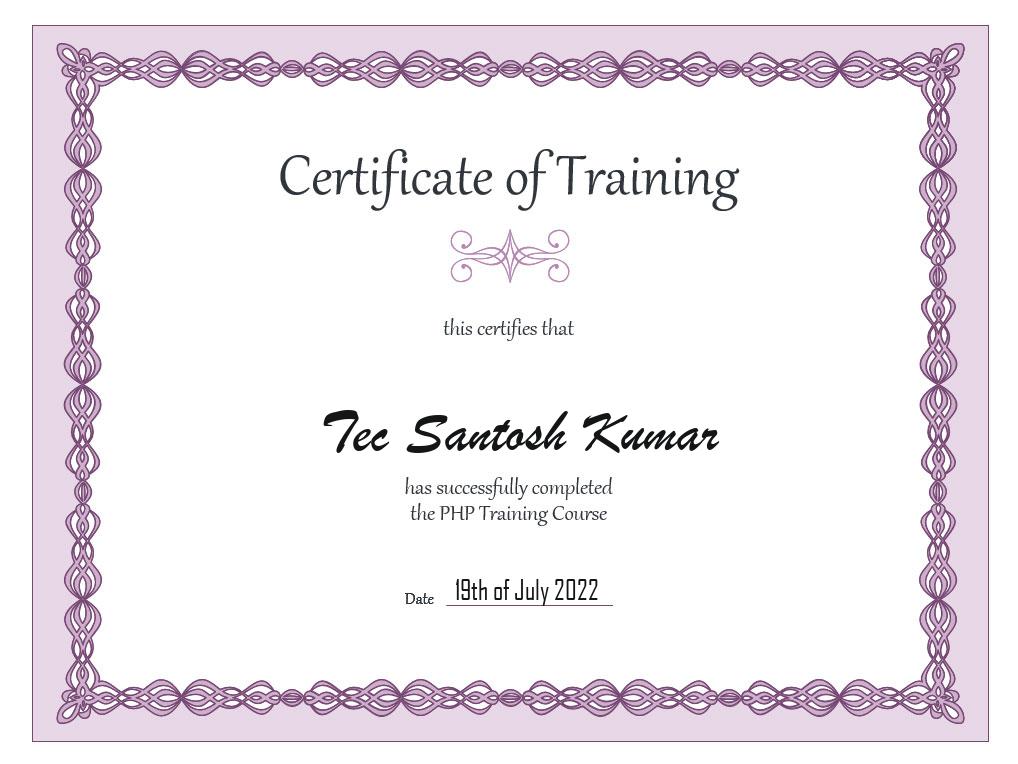 Certificate of Training
this certifies that
Tec Santosh Kumar
has successfully completed
the PHP Training Course
Date 19th of July 2022